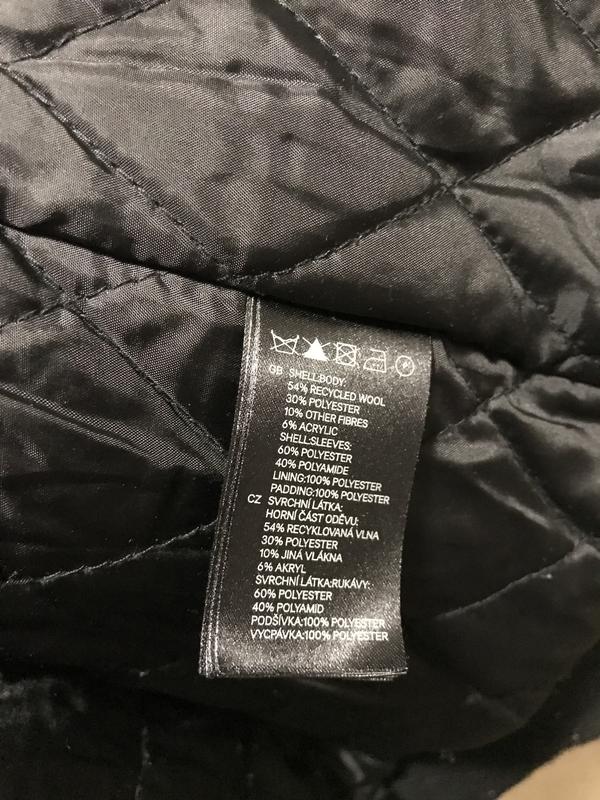 GB SHELL:BODY:
54% RECYCLED WOOL
30% POLYESTER
10% OTHER FIBRES
6% ACRYLIC
SHELL:SLEEVES:
60% POLYESTER
40% POLYAMIDE
LINING:100% POLYESTER
PADDING:100% POLYESTER
CZ SVRCHNÍ LÁTKA:
HORNÍ ČÁST ODĚVU:
54% RECYKLOVANÁ VLNA
30% POLYESTER
10% JINÁ VLÁKNA
6% AKRYL
SVRCHNÍ LÁTKA:RUKÁVY:
60% POLYESTER
40% POLYAMID
PODŠÍVKA:100% POLYESTER
VYCPÁVKA:100% POLYESTER